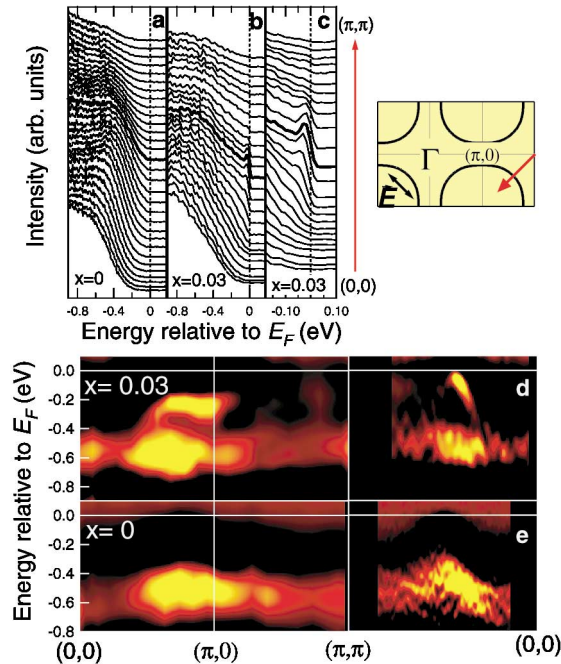 a b c
(π,π)
Intensity (arb. units)
x=0
x=0.03
x=0.03
(0,0)
-0.8 -0.4 0
-0.8 -0.4 0
-0.10 0.10
Energy relative to E_F (eV)
Γ (π,0)
E
0.0
-0.2
-0.4
-0.6
-0.8
x= 0.03
d
Energy relative to E_F (eV)
0.0
-0.2
-0.4
-0.6
-0.8
x= 0
e
(0,0) (π,0) (π,π) (0,0)